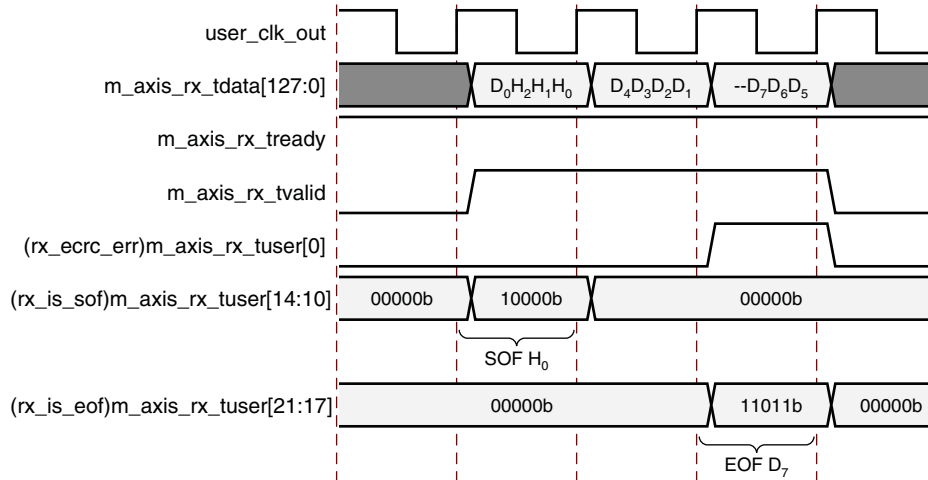 user_clk_out
m_axis_rx_tdata[127:0] D₀H₂H₁H₀ D₄D₃D₂D₁ --D₇D₆D₅
m_axis_rx_tready
m_axis_rx_tvalid
(rx_ecrc_err)m_axis_rx_tuser[0]
(rx_is_sof)m_axis_rx_tuser[14:10] 00000b 10000b 00000b
SOF H₀
(rx_is_eof)m_axis_rx_tuser[21:17] 00000b 11011b 00000b
EOF D₇